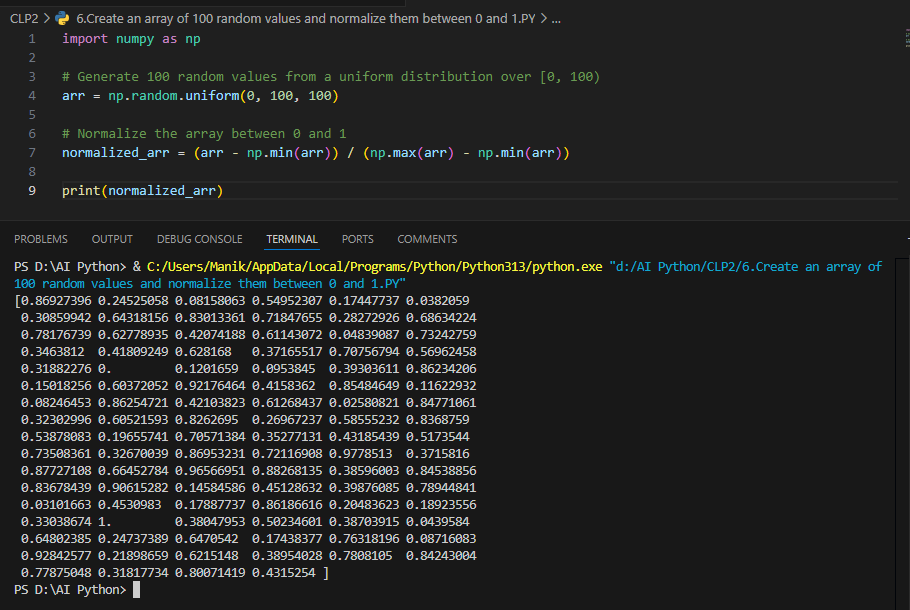 CLP2 > 6.Create an array of 100 random values and normalize them between 0 and 1.PY > ...
1 import numpy as np
2
3 # Generate 100 random values from a uniform distribution over [0, 100)
4 arr = np.random.uniform(0, 100, 100)
5
6 # Normalize the array between 0 and 1
7 normalized_arr = (arr - np.min(arr)) / (np.max(arr) - np.min(arr))
8
9 print(normalized_arr)
PROBLEMS OUTPUT DEBUG CONSOLE TERMINAL PORTS COMMENTS
PS D:\AI Python> & C:/Users/Manik/AppData/Local/Programs/Python/Python313/python.exe "d:/AI Python/CLP2/6.Create an array of
100 random values and normalize them between 0 and 1.PY"
[0.86927396 0.24525058 0.08158063 0.54952307 0.17447737 0.0382059
0.30859942 0.64318156 0.83013361 0.71847655 0.28272926 0.68634224
0.78176739 0.62778935 0.42074188 0.61143072 0.04839087 0.73242759
0.3463812 0.41809249 0.628168 0.37165517 0.70756794 0.56962458
0.31882276 0. 0.1201659 0.0953845 0.39303611 0.86234206
0.15018256 0.60372052 0.92176464 0.4158362 0.85484649 0.11622932
0.08246453 0.86254721 0.42103823 0.61268437 0.02580821 0.84771061
0.32302996 0.60521593 0.8262695 0.26967237 0.58555232 0.8368759
0.53878083 0.19655741 0.70571384 0.35277131 0.43185439 0.5173544
0.73508361 0.32670039 0.86953231 0.72116908 0.9778513 0.3715816
0.87727108 0.66452784 0.96566951 0.88268135 0.38596003 0.84538856
0.83678439 0.90615282 0.14584586 0.45128632 0.39876085 0.78944841
0.03101663 0.4530983 0.17887737 0.86186616 0.20483623 0.18923556
0.33038674 1. 0.38047953 0.50234601 0.38703915 0.0439584
0.64802385 0.24737389 0.6470542 0.17438377 0.76318196 0.08716083
0.92842577 0.21898659 0.6215148 0.38954028 0.7808105 0.84243004
0.77875048 0.31817734 0.80071419 0.4315254 ]
PS D:\AI Python>